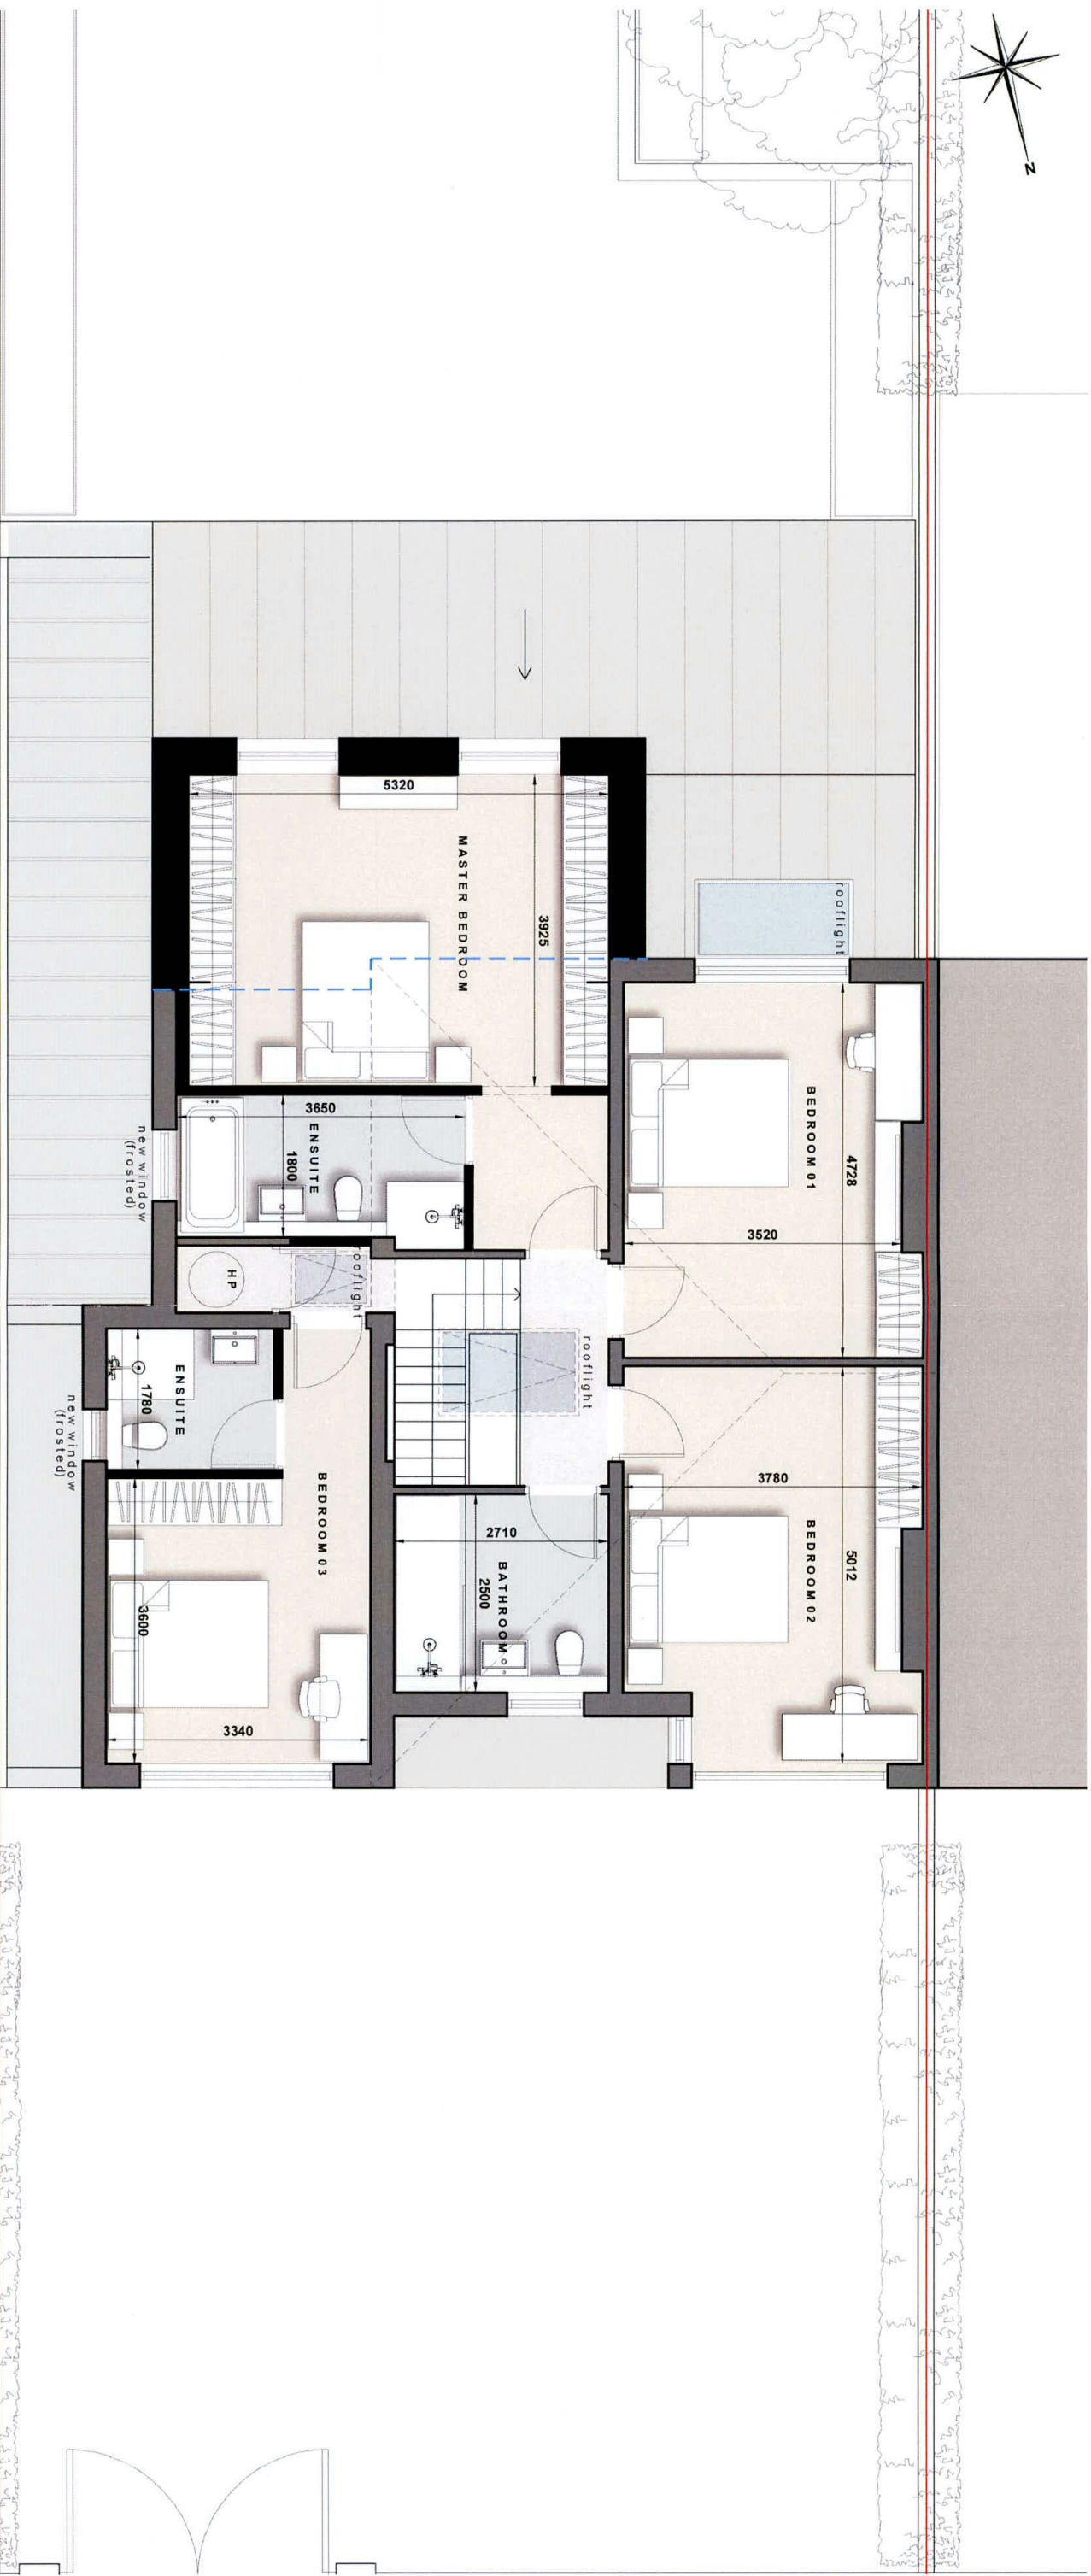 N
rooflight
5320
MASTER BEDROOM
3925
BEDROOM 01
4728
3520
3650
ENSUITE
1800
new window
(frosted)
HP
rooflight
rooflight
ENSUITE
1780
new window
(frosted)
BEDROOM 03
3600
3340
2710
BATHROOM
2500
3780
BEDROOM 02
5012